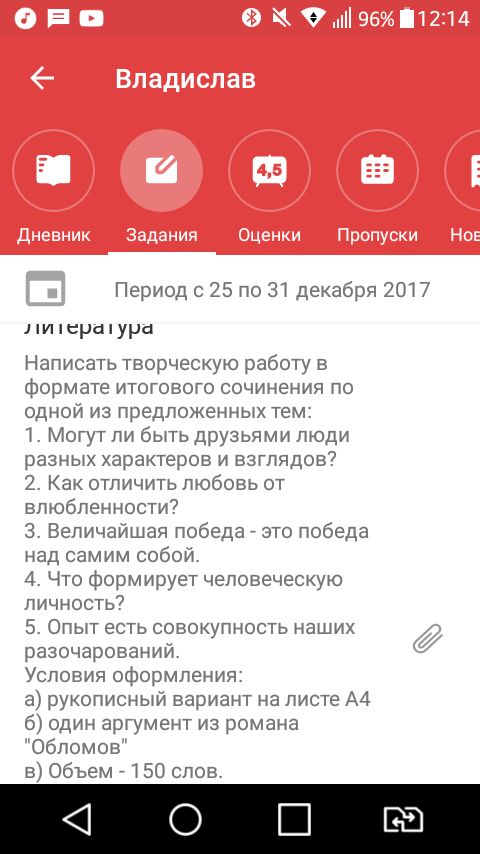 96% 12:14
Владислав
4,5
Дневник Задания Оценки Пропуски Нов
Период с 25 по 31 декабря 2017
Литература
Написать творческую работу в
формате итогового сочинения по
одной из предложенных тем:
1. Могут ли быть друзьями люди
разных характеров и взглядов?
2. Как отличить любовь от
влюбленности?
3. Величайшая победа - это победа
над самим собой.
4. Что формирует человеческую
личность?
5. Опыт есть совокупность наших
разочарований.
Условия оформления:
а) рукописный вариант на листе А4
б) один аргумент из романа
"Обломов"
в) Объем - 150 слов.